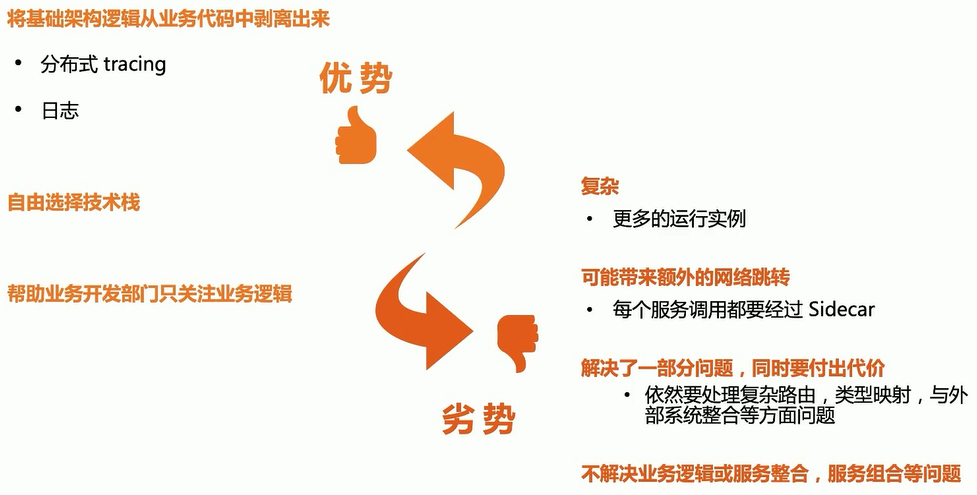 将基础架构逻辑从业务代码中剥离出来
• 分布式 tracing
• 日志
自由选择技术栈
帮助业务开发部门只关注业务逻辑
优势
劣势
复杂
• 更多的运行实例
可能带来额外的网络跳转
• 每个服务调用都要经过 Sidecar
解决了一部分问题，同时要付出代价
• 依然要处理复杂路由，类型映射，与外
部系统整合等方面问题
不解决业务逻辑或服务整合，服务组合等问题